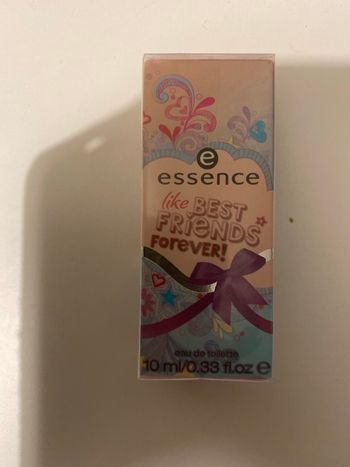 e
essence
like BEST
FRiENDS
FOREVER!
eau de toilette
10 ml/0.33 fl.oz e